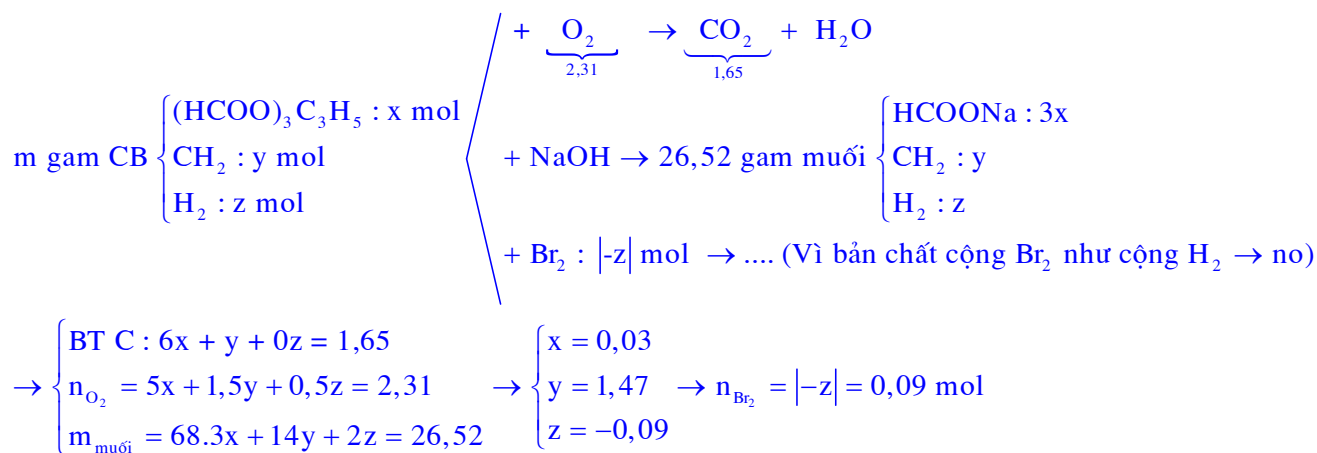 + O₂ → CO₂ + H₂O
2,31 1,65
m gam CB { (HCOO)₃C₃H₅ : x mol
CH₂ : y mol
H₂ : z mol
+ NaOH → 26,52 gam muối { HCOONa : 3x
CH₂ : y
H₂ : z
+ Br₂ : |-z| mol → .... (Vì bản chất cộng Br₂ như cộng H₂ → no)
→ { BT C : 6x + y + 0z = 1,65
n_O₂ = 5x + 1,5y + 0,5z = 2,31
m_muối = 68.3x + 14y + 2z = 26,52
→ { x = 0,03
y = 1,47
z = −0,09
→ n_Br₂ = |−z| = 0,09 mol